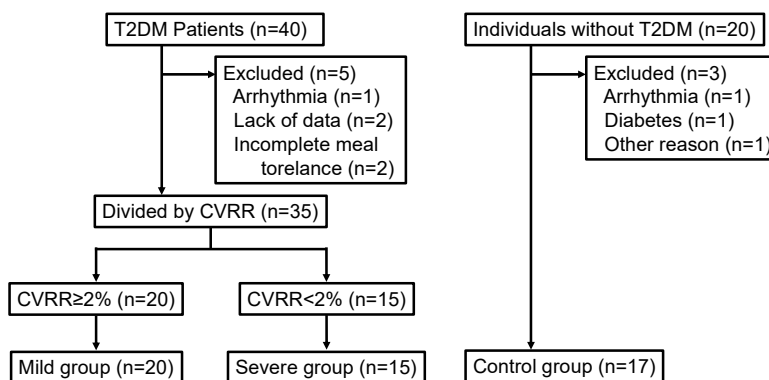 T2DM Patients (n=40)
Excluded (n=5)
Arrhythmia (n=1)
Lack of data (n=2)
Incomplete meal
torelance (n=2)
Divided by CVRR (n=35)
CVRR≥2% (n=20)
CVRR<2% (n=15)
Mild group (n=20)
Severe group (n=15)
Individuals without T2DM (n=20)
Excluded (n=3)
Arrhythmia (n=1)
Diabetes (n=1)
Other reason (n=1)
Control group (n=17)